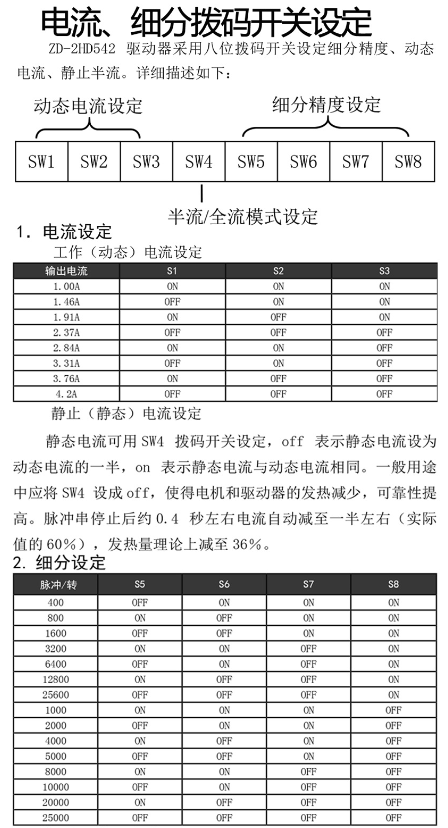 电流、细分拨码开关设定
ZD-2HD542 驱动器采用八位拨码开关设定细分精度、动态
电流、静止半流。详细描述如下：
动态电流设定 细分精度设定
SW1 SW2 SW3 SW4 SW5 SW6 SW7 SW8
半流/全流模式设定
1. 电流设定
工作（动态）电流设定
输出电流 S1 S2 S3
1.00A ON ON ON
1.46A OFF ON ON
1.91A ON OFF ON
2.37A OFF OFF OFF
2.84A ON ON OFF
3.31A OFF ON OFF
3.76A ON OFF OFF
4.2A OFF OFF OFF
静止（静态）电流设定
静态电流可用 SW4 拨码开关设定，off 表示静态电流设为
动态电流的一半，on 表示静态电流与动态电流相同。一般用途
中应将 SW4 设成 off，使得电机和驱动器的发热减少，可靠性提
高。脉冲串停止后约 0.4 秒左右电流自动减至一半左右（实际
值的 60%），发热量理论上减至 36%。
2. 细分设定
脉冲/转 S5 S6 S7 S8
400 OFF ON ON ON
800 ON OFF ON ON
1600 OFF OFF ON ON
3200 ON ON OFF ON
6400 OFF ON OFF ON
12800 ON OFF OFF ON
25600 OFF OFF OFF ON
1000 ON ON ON OFF
2000 OFF ON ON OFF
4000 ON OFF ON OFF
5000 OFF OFF ON OFF
8000 ON ON OFF OFF
10000 OFF ON OFF OFF
20000 ON OFF OFF OFF
25000 OFF OFF OFF OFF